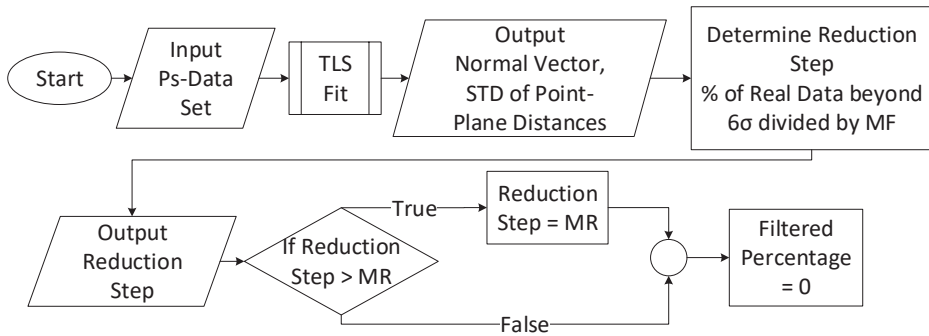 Start
Input
Ps-Data
Set
TLS
Fit
Output
Normal Vector,
STD of Point-
Plane Distances
Determine Reduction
Step
% of Real Data beyond
6σ divided by MF
Output
Reduction
Step
If Reduction
Step > MR
True
False
Reduction
Step = MR
Filtered
Percentage
= 0